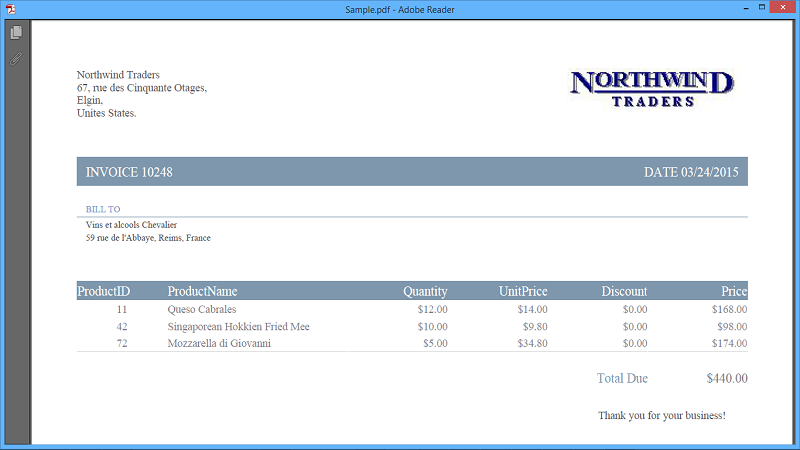 Sample.pdf - Adobe Reader
Northwind Traders
67, rue des Cinquante Otages,
Elgin,
Unites States.
NORTHWIND
TRADERS
INVOICE 10248 DATE 03/24/2015
BILL TO
Vins et alcools Chevalier
59 rue de l'Abbaye, Reims, France
ProductID ProductName Quantity UnitPrice Discount Price
11 Queso Cabrales $12.00 $14.00 $0.00 $168.00
42 Singaporean Hokkien Fried Mee $10.00 $9.80 $0.00 $98.00
72 Mozzarella di Giovanni $5.00 $34.80 $0.00 $174.00
Total Due $440.00
Thank you for your business!